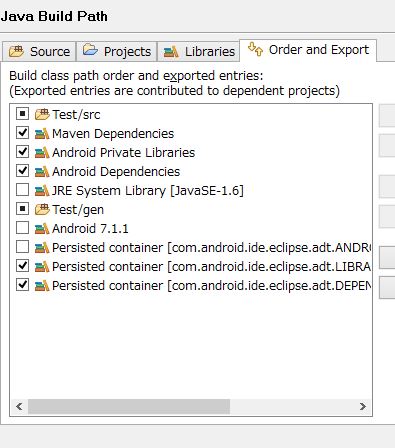 Java Build Path
Source Projects Libraries Order and Export
Build class path order and exported entries:
(Exported entries are contributed to dependent projects)
Test/src
Maven Dependencies
Android Private Libraries
Android Dependencies
JRE System Library [JavaSE-1.6]
Test/gen
Android 7.1.1
Persisted container [com.android.ide.eclipse.adt.ANDR
Persisted container [com.android.ide.eclipse.adt.LIBRA
Persisted container [com.android.ide.eclipse.adt.DEPEN